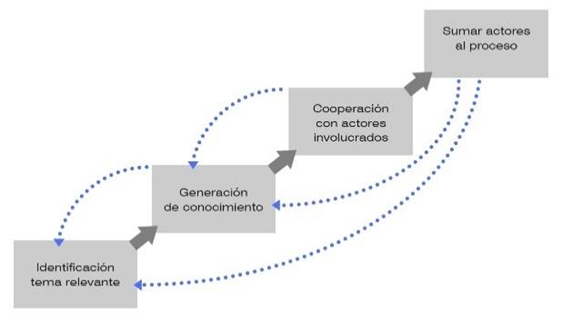 Sumar actores
al proceso
Cooperación
con actores
involucrados
Generación
de conocimiento
Identificación
tema relevante